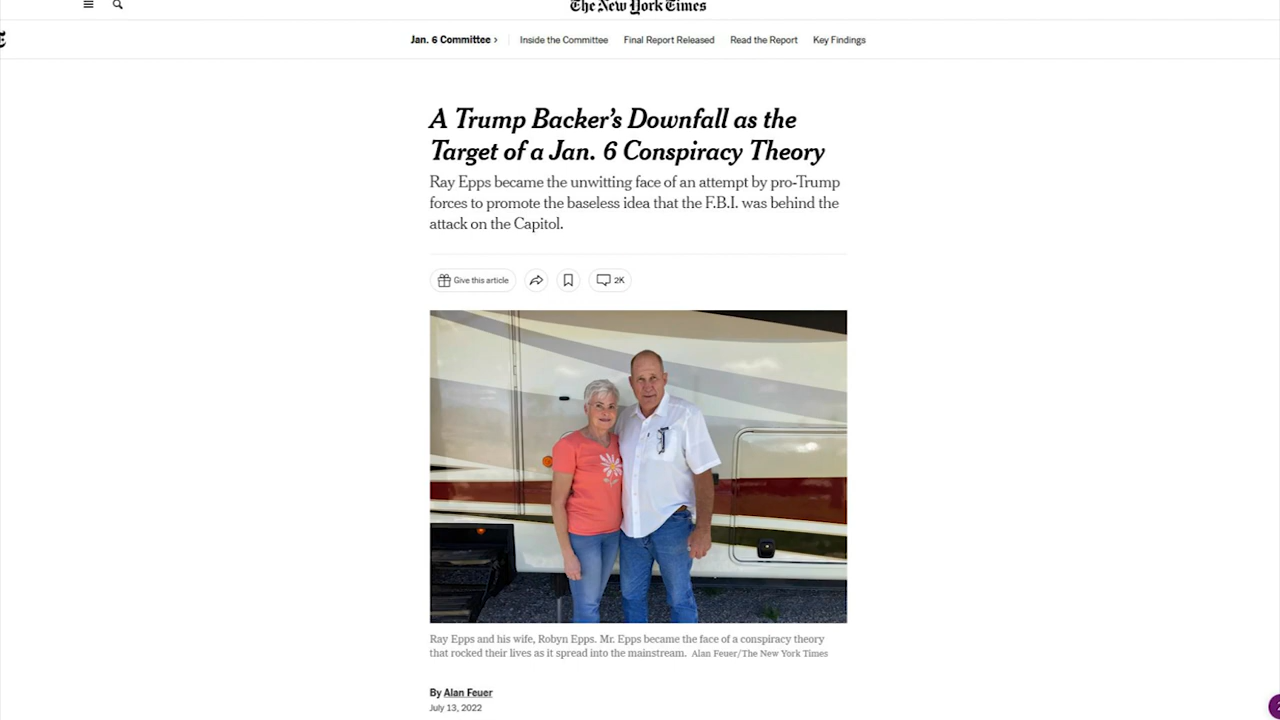 The New York Times
Jan. 6 Committee › Inside the Committee Final Report Released Read the Report Key Findings
A Trump Backer's Downfall as the
Target of a Jan. 6 Conspiracy Theory
Ray Epps became the unwitting face of an attempt by pro-Trump
forces to promote the baseless idea that the F.B.I. was behind the
attack on the Capitol.
Give this article 2K
Ray Epps and his wife, Robyn Epps. Mr. Epps became the face of a conspiracy theory
that rocked their lives as it spread into the mainstream. Alan Feuer/The New York Times
By Alan Feuer
July 13, 2022